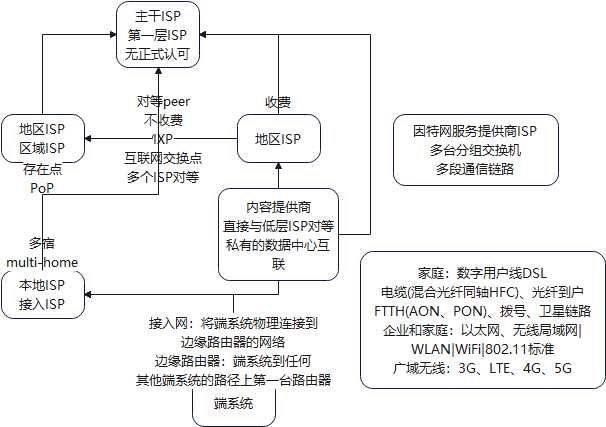 主干ISP
第一层ISP
无正式认可
对等peer
不收费
IXP
互联网交换点
多个ISP对等
收费
地区ISP
区域ISP
存在点
PoP
地区ISP
因特网服务提供商ISP
多台分组交换机
多段通信链路
内容提供商
直接与低层ISP对等
私有的数据中心互
联
多宿
multi-home
本地ISP
接入ISP
家庭：数字用户线DSL
电缆(混合光纤同轴HFC)、光纤到户
FTTH(AON、PON)、拨号、卫星链路
企业和家庭：以太网、无线局域网|
WLAN|WiFi|802.11标准
广域无线：3G、LTE、4G、5G
接入网：将端系统物理连接到
边缘路由器的网络
边缘路由器：端系统到任何
其他端系统的路径上第一台路由器
端系统